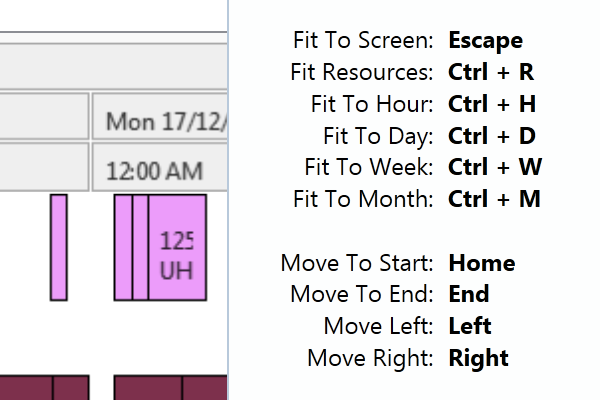 Mon 17/12/
12:00 AM
125
UH
Fit To Screen: Escape
Fit Resources: Ctrl + R
Fit To Hour: Ctrl + H
Fit To Day: Ctrl + D
Fit To Week: Ctrl + W
Fit To Month: Ctrl + M
Move To Start: Home
Move To End: End
Move Left: Left
Move Right: Right